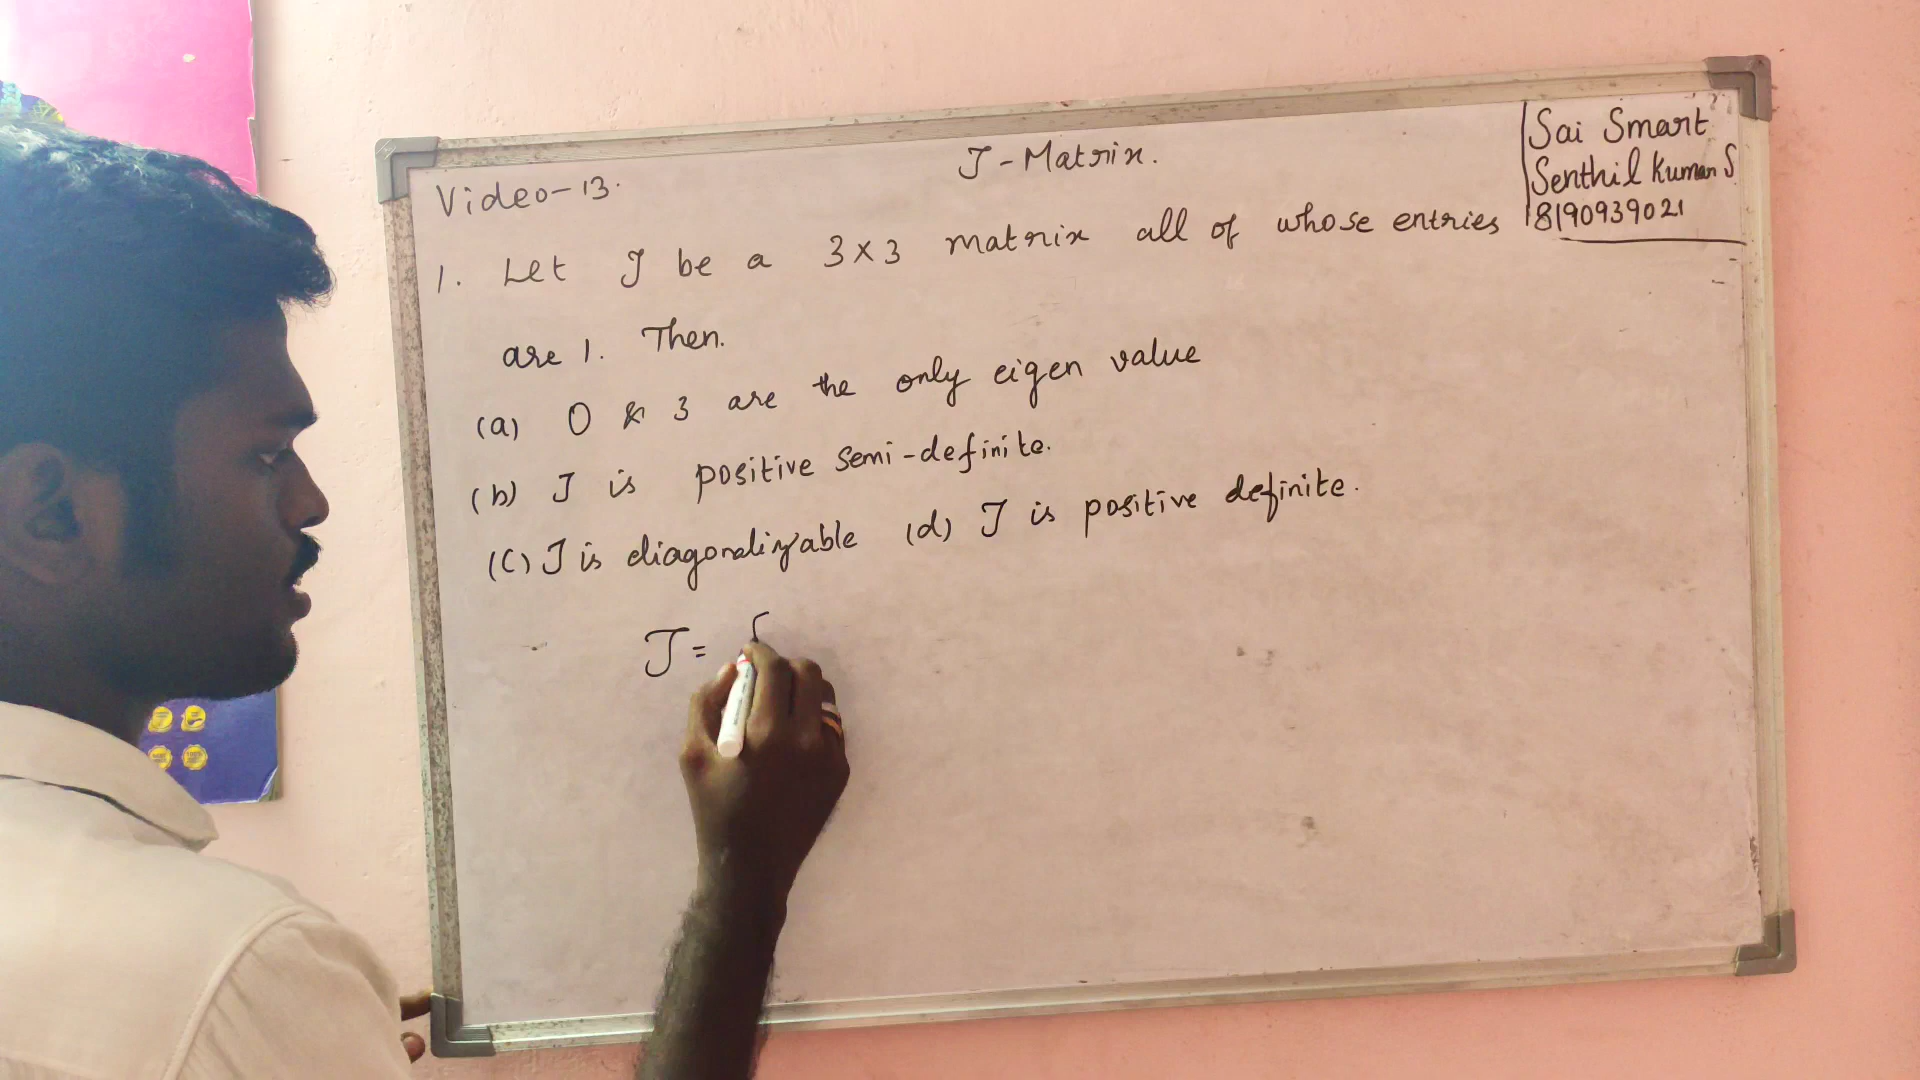 J-Matrix.
Sai Smart
Senthil Kumar S
8190939021
Video-13.
1. Let J be a 3×3 matrix all of whose entries
are 1. Then.
(a) 0 & 3 are the only eigen value
(b) J is positive semi-definite.
(c) J is diagonalizable (d) J is positive definite.
J = [